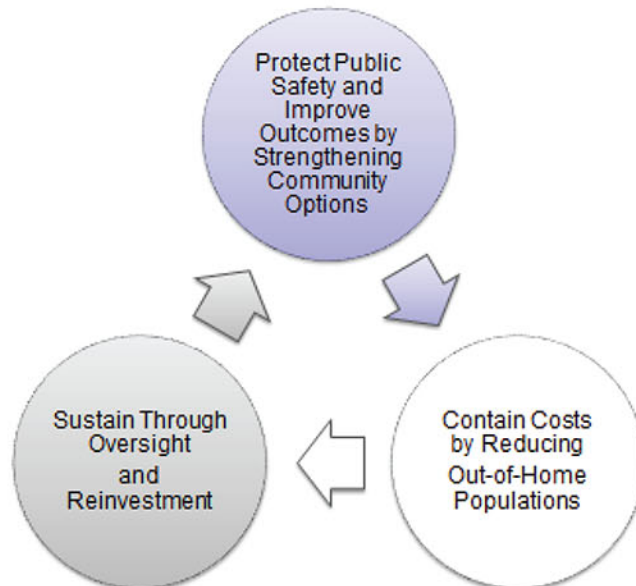 Protect Public
Safety and
Improve
Outcomes by
Strengthening
Community
Options
Sustain Through
Oversight
and
Reinvestment
Contain Costs
by Reducing
Out-of-Home
Populations